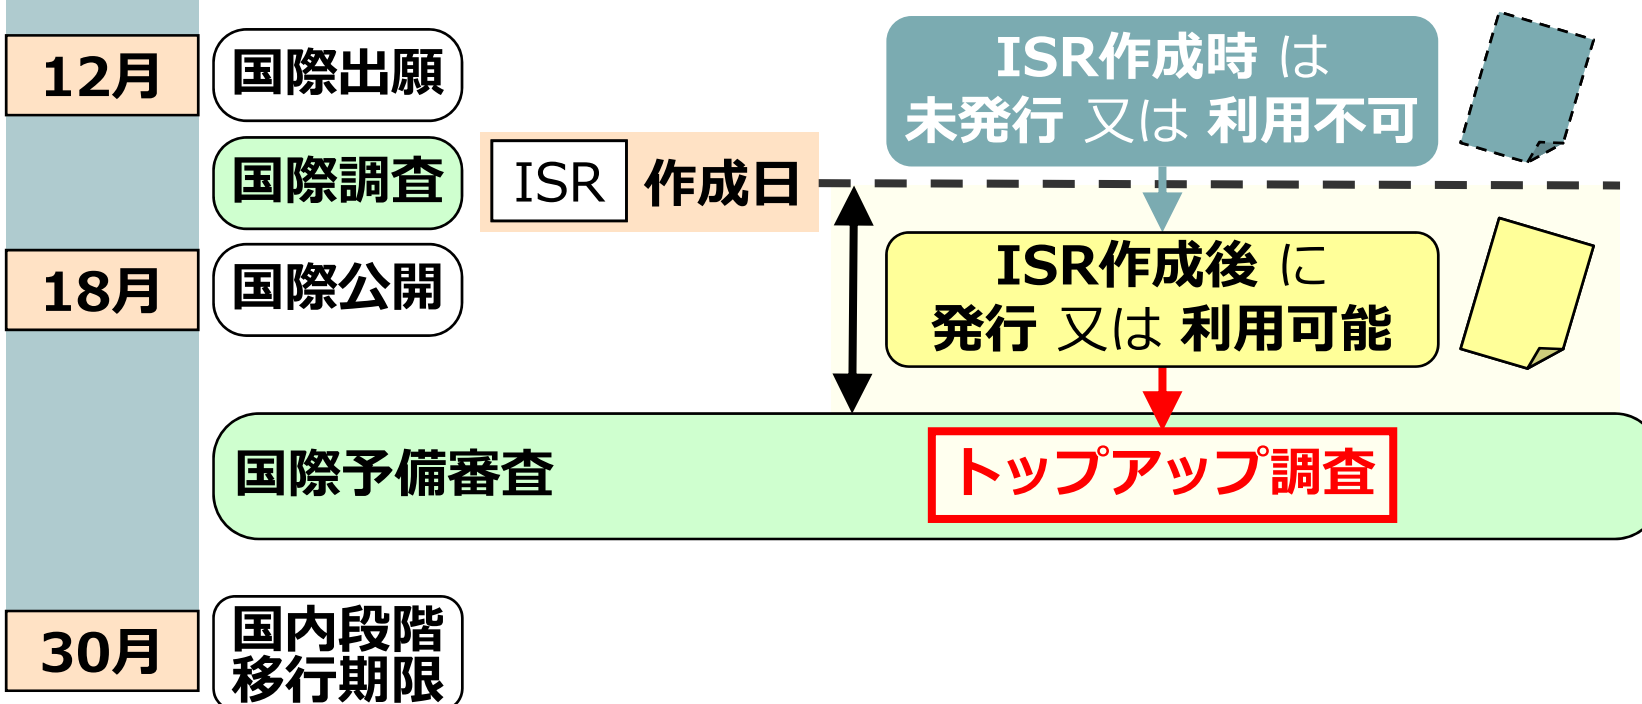 12月
国際出願
ISR作成時 は
未発行 又は 利用不可
国際調査
ISR 作成日
18月
国際公開
ISR作成後 に
発行 又は 利用可能
国際予備審査
トップアップ調査
30月
国内段階
移行期限